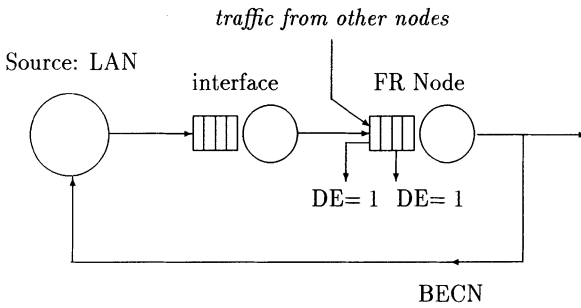 traffic from other nodes
Source: LAN
interface
FR Node
DE= 1
DE= 1
BECN